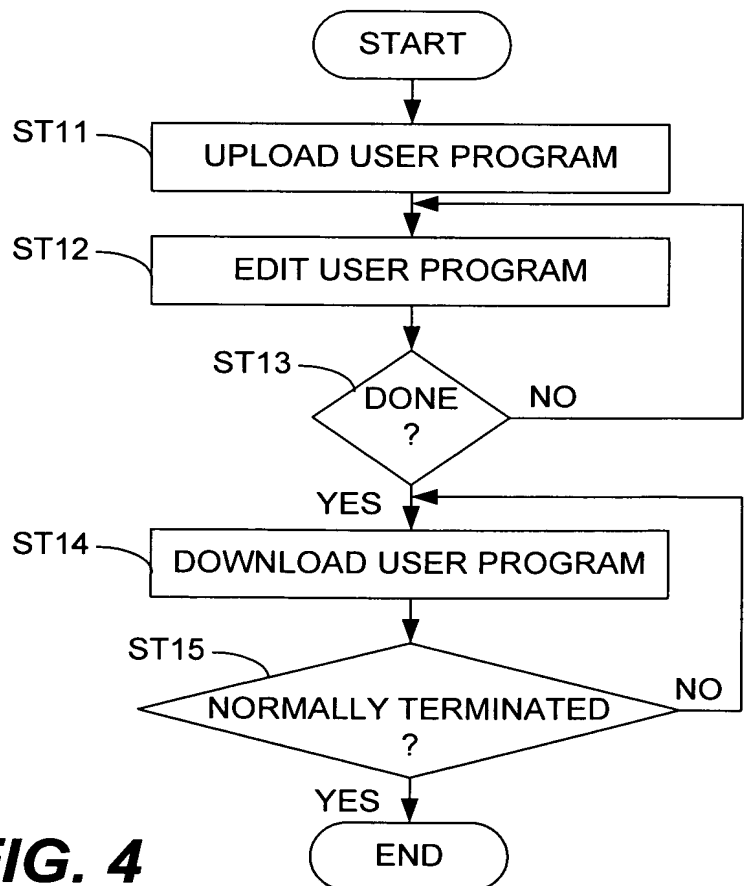 START
ST11
UPLOAD USER PROGRAM
ST12
EDIT USER PROGRAM
ST13
DONE
?
NO
YES
ST14
DOWNLOAD USER PROGRAM
ST15
NORMALLY TERMINATED
?
NO
YES
END
FIG. 4